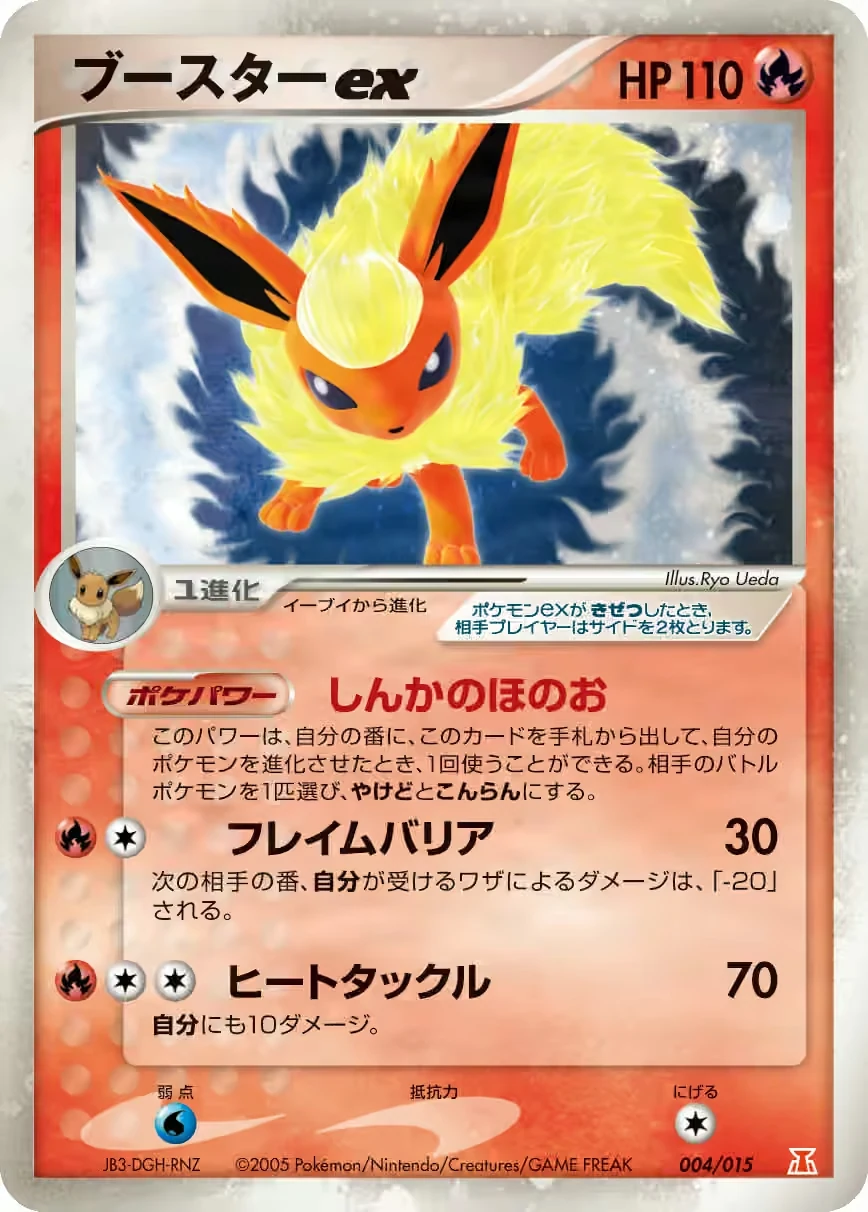 ブースターex HP 110
Illus.Ryo Ueda
1進化
イーブイから進化
ポケモンexが きぜつしたとき、
相手プレイヤーはサイドを2枚とります。
ポケパワー しんかのほのお
このパワーは、自分の番に、このカードを手札から出して、自分の
ポケモンを進化させたとき、1回使うことができる。相手のバトル
ポケモンを1匹選び、やけどとこんらんにする。
フレイムバリア 30
次の相手の番、自分が受けるワザによるダメージは、「-20」
される。
ヒートタックル 70
自分にも10ダメージ。
弱点 抵抗力 にげる
JB3-DGH-RNZ ©2005 Pokémon/Nintendo/Creatures/GAME FREAK 004/015